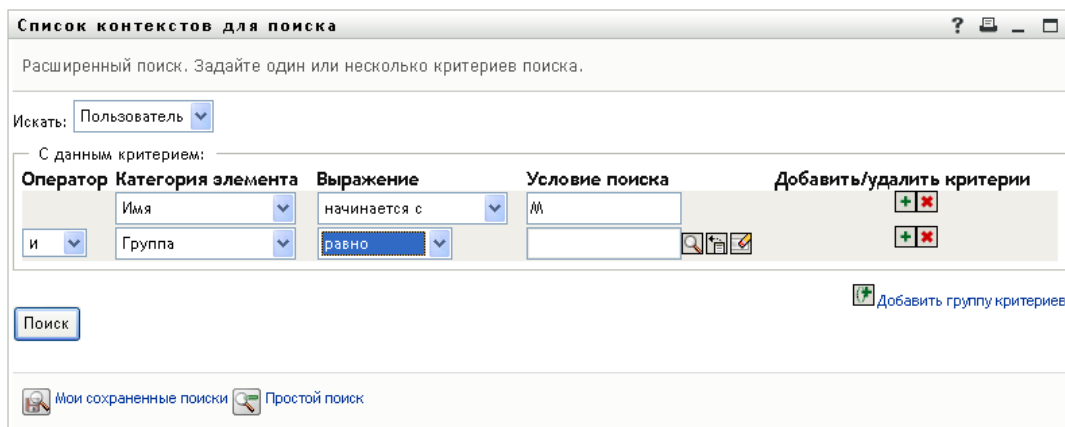 Список контекстов для поиска ?
Расширенный поиск. Задайте один или несколько критериев поиска.
Искать: Пользователь
С данным критерием:
Оператор Категория элемента Выражение Условие поиска Добавить/удалить критерии
Имя начинается с М
и Группа равно
Добавить группу критериев
Поиск
Мои сохраненные поиски Простой поиск